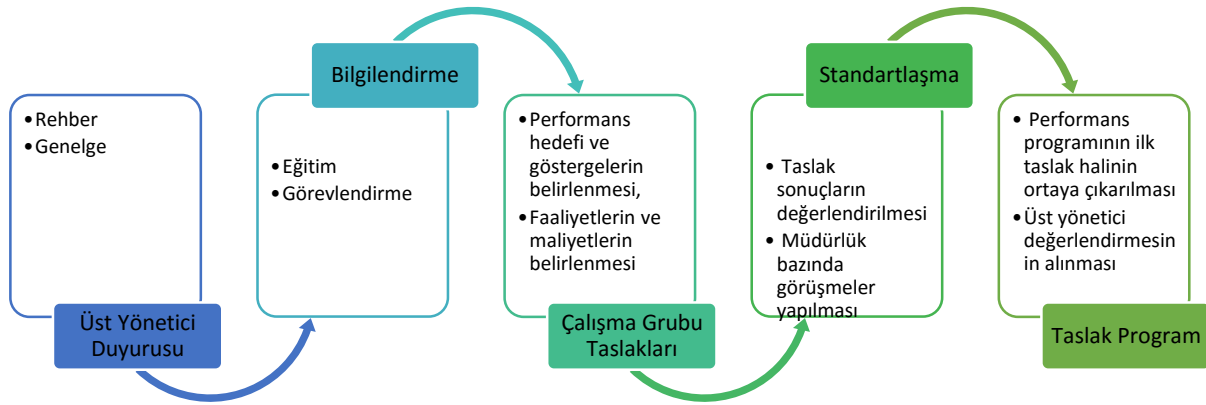 •Rehber
•Genelge
Üst Yönetici
Duyurusu
Bilgilendirme
•Eğitim
•Görevlendirme
•Performans
hedefi ve
göstergelerin
belirlenmesi,
•Faaliyetlerin ve
maliyetlerin
belirlenmesi
Çalışma Grubu
Taslakları
Standartlaşma
• Taslak
sonuçların
değerlendirilmesi
• Müdürlük
bazında
görüşmeler
yapılması
• Performans
programının ilk
taslak halinin
ortaya çıkarılması
•Üst yönetici
değerlendirmesin
in alınması
Taslak Program